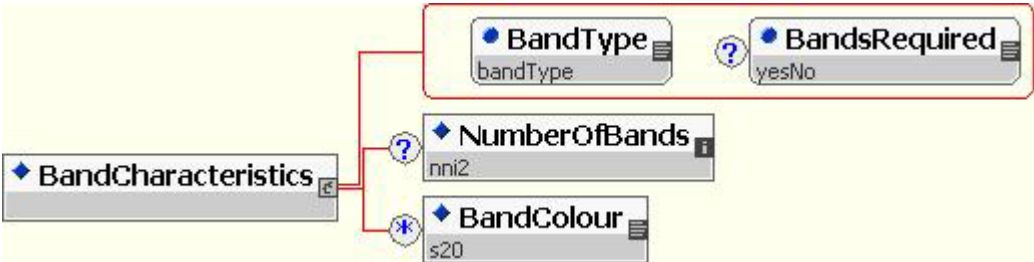 BandType
bandType
?
BandsRequired
yesNo
?
NumberOfBands
nni2
BandCharacteristics
*
BandColour
s20